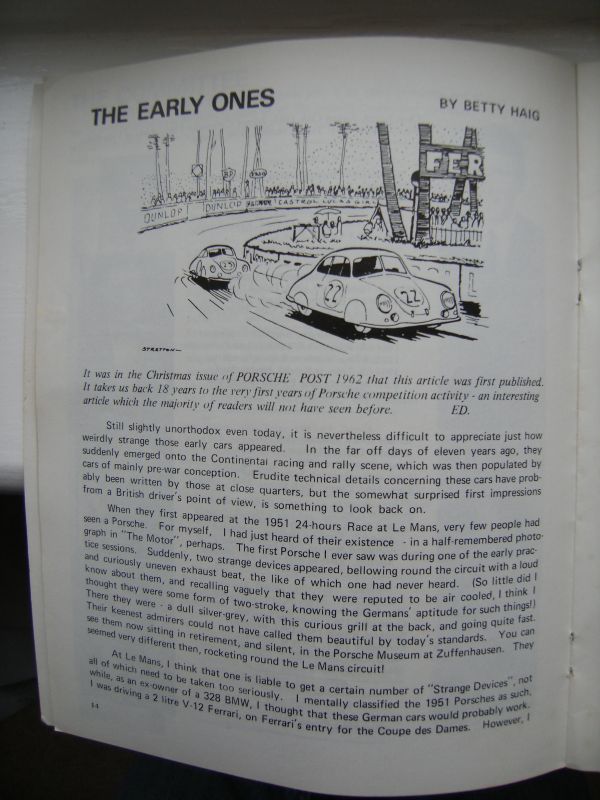 THE EARLY ONES
BY BETTY HAIG
FER
DUNLOP
DUNLOP
CASTROL
22
22
STRATTON
It was in the Christmas issue of PORSCHE POST 1962 that this article was first published.
It takes us back 18 years to the very first years of Porsche competition activity - an interesting
article which the majority of readers will not have seen before. ED.
Still slightly unorthodox even today, it is nevertheless difficult to appreciate just how
weirdly strange those early cars appeared. In the far off days of eleven years ago, they
suddenly emerged onto the Continental racing and rally scene, which was then populated by
cars of mainly pre-war conception. Erudite technical details concerning these cars have prob-
ably been written by those at close quarters, but the somewhat surprised first impressions
from a British driver's point of view, is something to look back on.
When they first appeared at the 1951 24-hours Race at Le Mans, very few people had
seen a Porsche. For myself, I had just heard of their existence - in a half-remembered photo-
graph in "The Motor", perhaps. The first Porsche I ever saw was during one of the early prac-
tice sessions. Suddenly, two strange devices appeared, bellowing round the circuit with a loud
and curiously uneven exhaust beat, the like of which one had never heard. (So little did I
know about them, and recalling vaguely that they were reputed to be air cooled, I think I
thought they were some form of two-stroke, knowing the Germans' aptitude for such things!)
There they were - a dull silver-grey, with this curious grill at the back, and going quite fast.
Their keenest admirers could not have called them beautiful by today's standards. You can
see them now sitting in retirement, and silent, in the Porsche Museum at Zuffenhausen. They
seemed very different then, rocketing round the Le Mans circuit!
At Le Mans, I think that one is liable to get a certain number of "Strange Devices", not
all of which need to be taken too seriously. I mentally classified the 1951 Porsches as such,
while, as an ex-owner of a 328 BMW, I thought that these German cars would probably work.
I was driving a 2 litre V-12 Ferrari, on Ferrari's entry for the Coupe des Dames. However, I
14